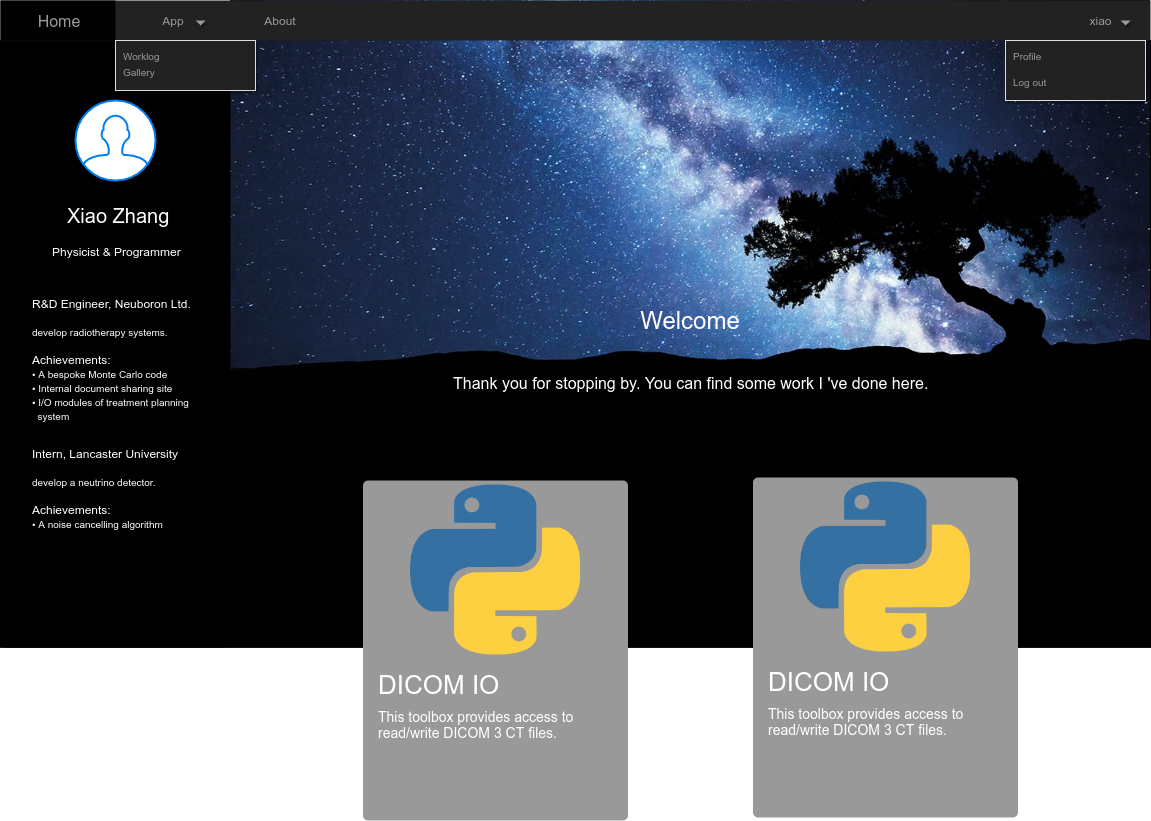 Home
App
About
xiao
Worklog
Gallery
Profile
Log out
Xiao Zhang
Physicist & Programmer
R&D Engineer, Neuboron Ltd.
develop radiotherapy systems.
Achievements:
• A bespoke Monte Carlo code
• Internal document sharing site
• I/O modules of treatment planning
system
Intern, Lancaster University
develop a neutrino detector.
Achievements:
• A noise cancelling algorithm
Welcome
Thank you for stopping by. You can find some work I 've done here.
DICOM IO
This toolbox provides access to
read/write DICOM 3 CT files.
DICOM IO
This toolbox provides access to
read/write DICOM 3 CT files.